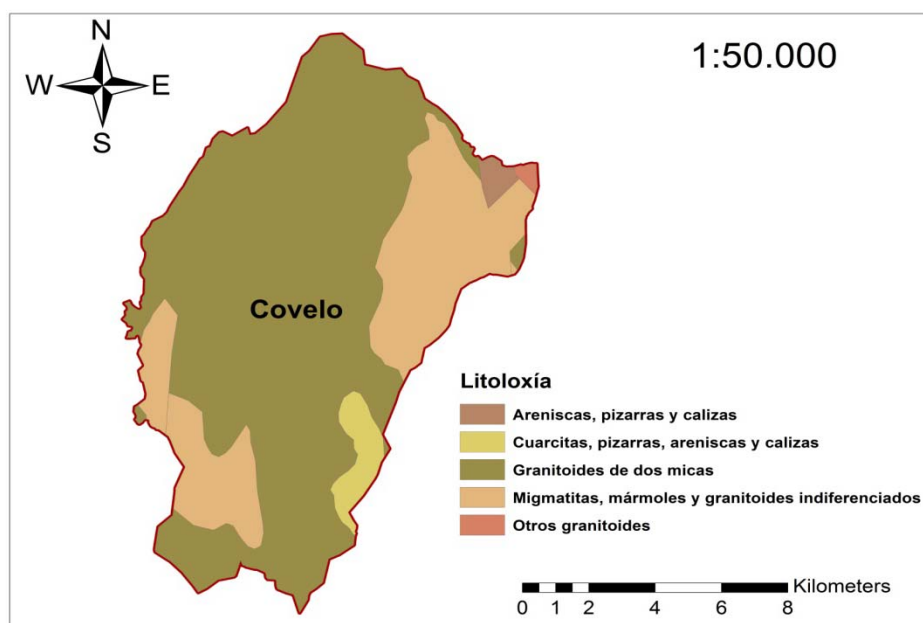 N
W E
S
1:50.000
Covelo
Litoloxía
Areniscas, pizarras y calizas
Cuarcitas, pizarras, areniscas y calizas
Granitoides de dos micas
Migmatitas, mármoles y granitoides indiferenciados
Otros granitoides
Kilometers
0 1 2 4 6 8